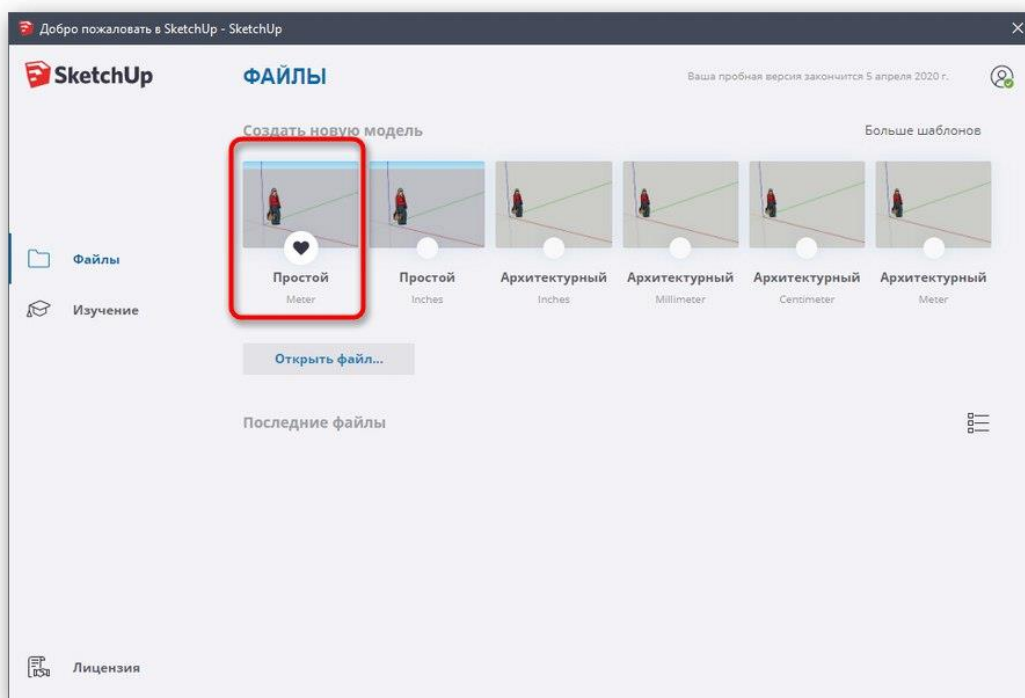 Добро пожаловать в SketchUp - SketchUp
SketchUp
ФАЙЛЫ
Ваша пробная версия закончится 5 апреля 2020 г.
Создать новую модель
Больше шаблонов
Простой
Meter
Простой
Inches
Архитектурный
Inches
Архитектурный
Millimeter
Архитектурный
Centimeter
Архитектурный
Meter
Файлы
Изучение
Открыть файл...
Последние файлы
Лицензия